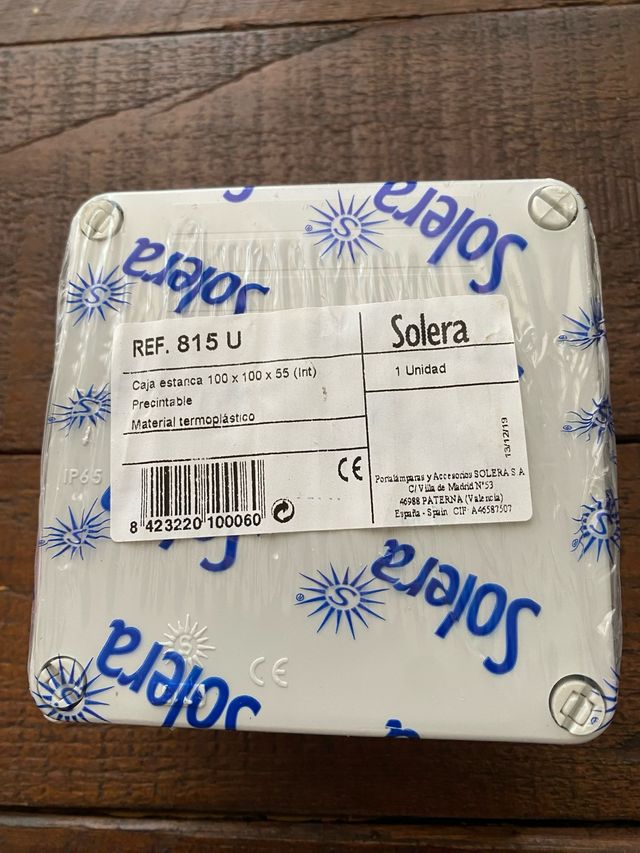 Solera
Solera
REF. 815 U
Caja estanca 100 x 100 x 55 (Int)
Precintable
Material termoplástico
CE
8 423220 100060
Solera
1 Unidad
13/12/19
Portalámparas y Accesorios SOLERA S A
C/ Villa de Madrid Nº53
46988 PATERNA (Valencia)
España - Spain CIF A46587507
IP65
Solera
Solera
CE